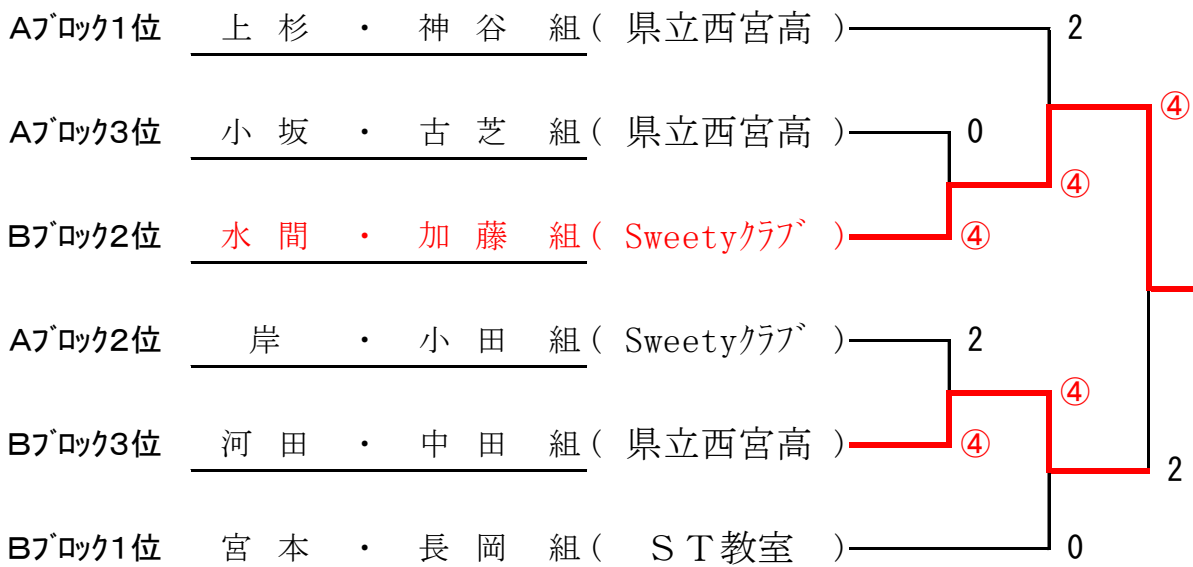 Aﾌﾞﾛｯｸ1位 上杉・神谷 組( 県立西宮高 ) 2
④
Aﾌﾞﾛｯｸ3位 小坂・古芝 組( 県立西宮高 ) 0
④
Bﾌﾞﾛｯｸ2位 水間・加藤 組( Sweetyｸﾗﾌﾞ ) ④
Aﾌﾞﾛｯｸ2位 岸・小田 組( Sweetyｸﾗﾌﾞ ) 2
④
Bﾌﾞﾛｯｸ3位 河田・中田 組( 県立西宮高 ) ④
2
Bﾌﾞﾛｯｸ1位 宮本・長岡 組( ＳＴ教室 ) 0